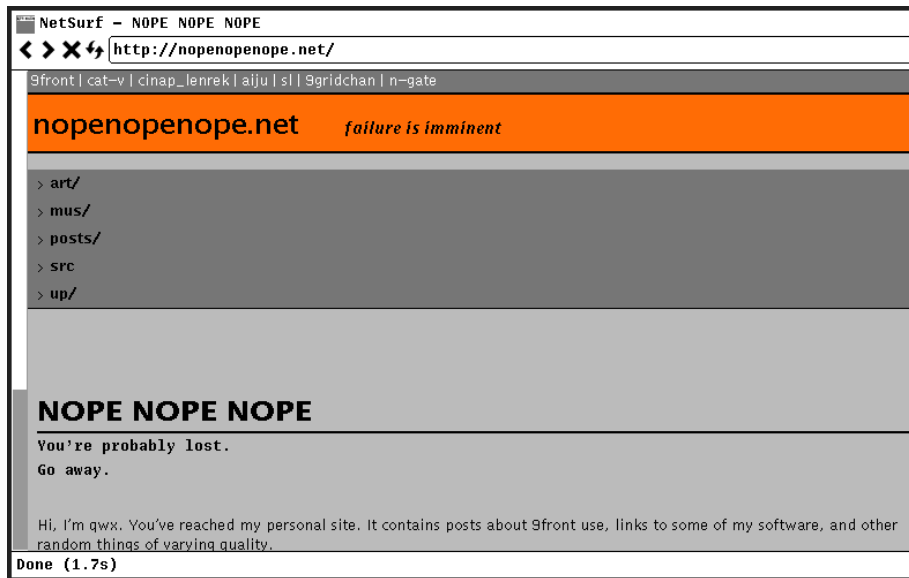 NetSurf - NOPE NOPE NOPE
http://nopenopenope.net/
9front | cat-v | cinap_lenrek | aiju | sl | 9gridchan | n-gate
nopenopenope.net failure is imminent
› art/
› mus/
› posts/
› src
› up/
NOPE NOPE NOPE
You're probably lost.
Go away.
Hi, I'm qwx. You've reached my personal site. It contains posts about 9front use, links to some of my software, and other
random things of varying quality.
Done (1.7s)